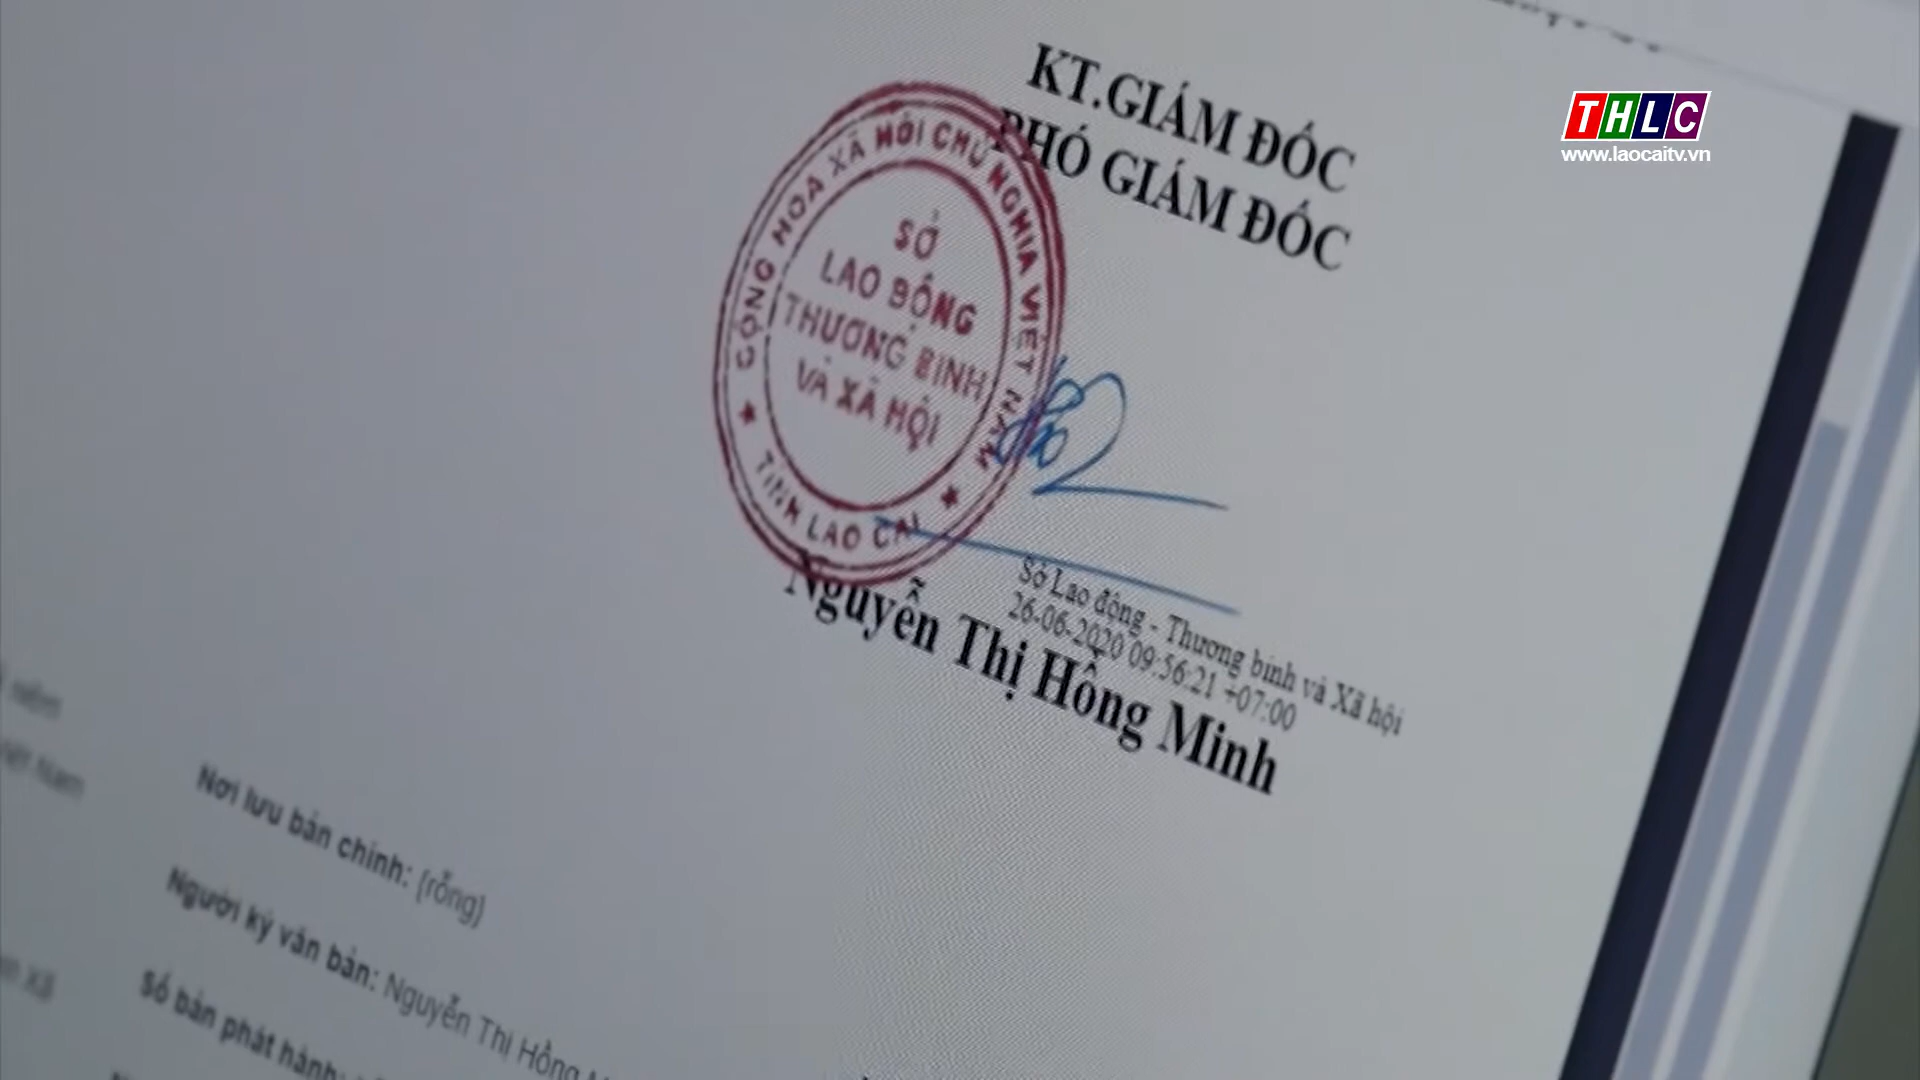 THLC
www.laocaitv.vn
KT.GIÁM ĐỐC
PHÓ GIÁM ĐỐC
CỘNG HÒA XÃ HỘI CHỦ NGHĨA VIỆT NAM
SỞ
LAO ĐỘNG
THƯƠNG BINH
VÀ XÃ HỘI
TỈNH LAO CAI
Sở Lao động - Thương binh và Xã hội
26-06-2020 09:56:21 +07:00
Nguyễn Thị Hồng Minh
Nơi lưu bản chính: (rỗng)
Người ký văn bản: Nguyễn Thị Hồng
Số bản phát hành:
Nam
Xã